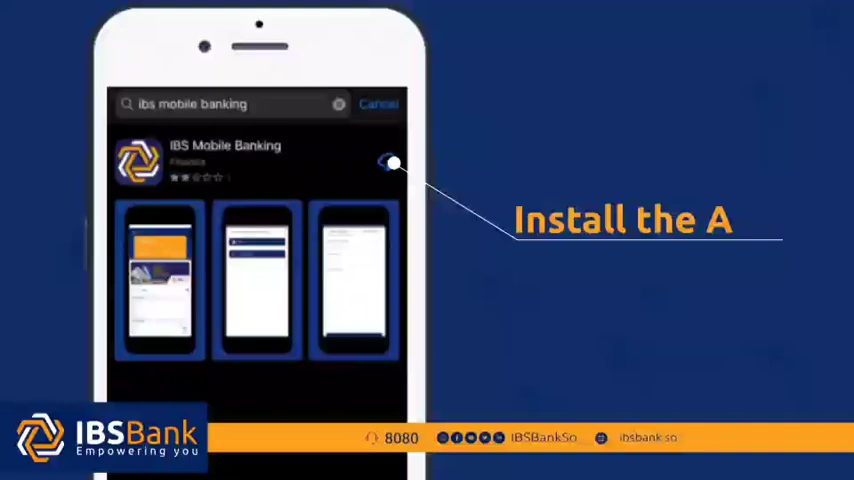 ibs mobile banking
Cancel
IBS Mobile Banking
Finance
Install the A
IBSBank
Empowering you
8080
IBSBankSo
ibsbank.so